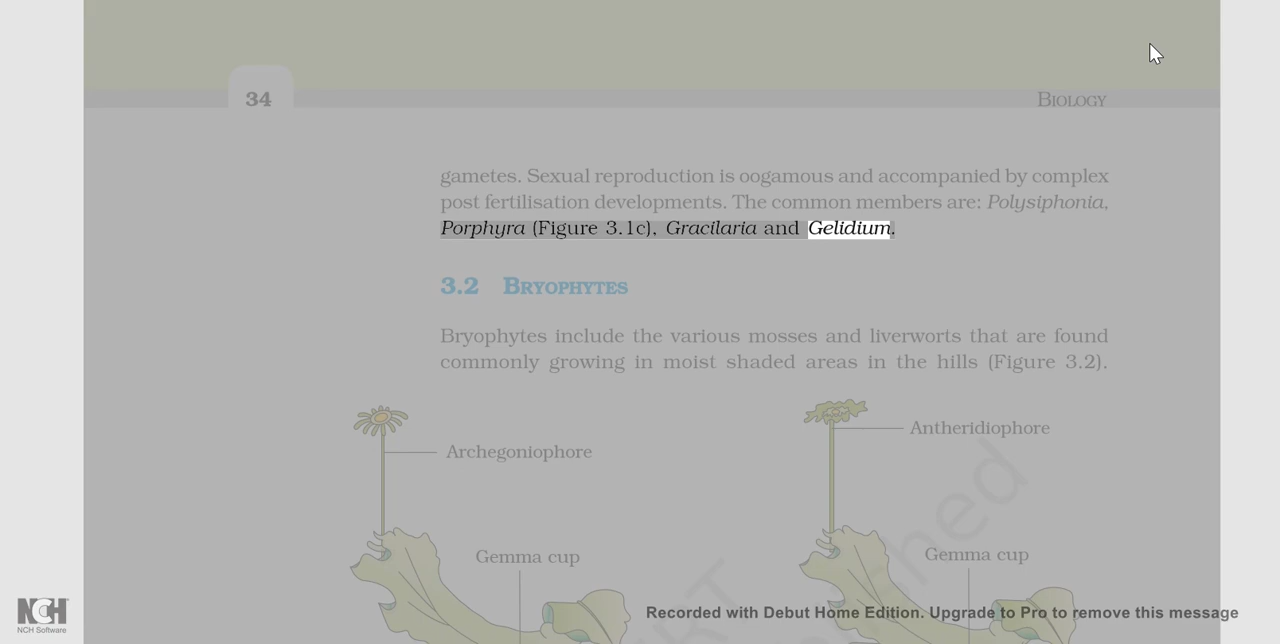 34
BIOLOGY
gametes. Sexual reproduction is oogamous and accompanied by complex
post fertilisation developments. The common members are: Polysiphonia,
Porphyra (Figure 3.1c), Gracilaria and Gelidium.
3.2 BRYOPHYTES
Bryophytes include the various mosses and liverworts that are found
commonly growing in moist shaded areas in the hills (Figure 3.2).
Antheridiophore
Archegoniophore
Gemma cup
Gemma cup
NCH
NCH Software
Recorded with Debut Home Edition. Upgrade to Pro to remove this message